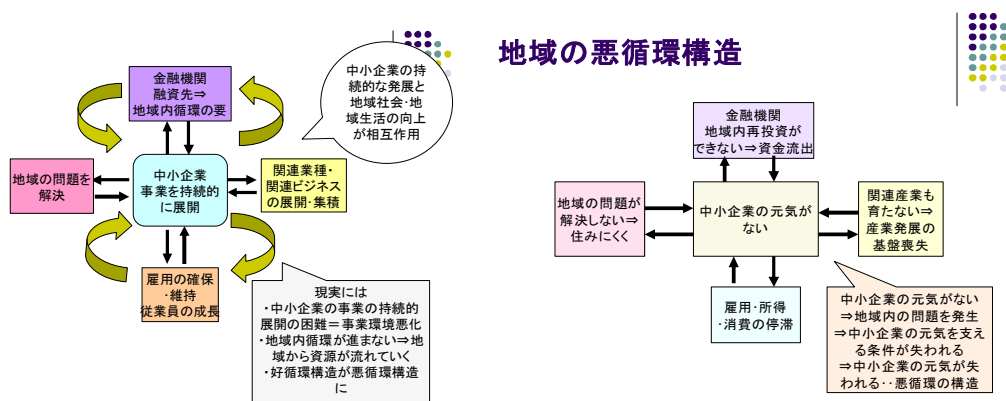 金融機関
融資先⇒
地域内循環の要
中小企業の持
続的な発展と
地域社会・地
域生活の向上
が相互作用
地域の問題を
解決
中小企業
事業を持続的
に展開
関連業種・
関連ビジネス
の展開・集積
雇用の確保
・維持
従業員の成長
現実には
・中小企業の事業の持続的
展開の困難＝事業環境悪化
・地域内循環が進まない⇒地
域から資源が流れていく
・好循環構造が悪循環構造
に
地域の悪循環構造
金融機関
地域内再投資が
できない⇒資金流出
地域の問題が
解決しない⇒
住みにくく
中小企業の元気が
ない
関連産業も
育たない⇒
産業発展の
基盤喪失
雇用・所得
・消費の停滞
中小企業の元気がない
⇒地域内の問題を発生
⇒中小企業の元気を支え
る条件が失われる
⇒中小企業の元気が失
われる・・悪循環の構造